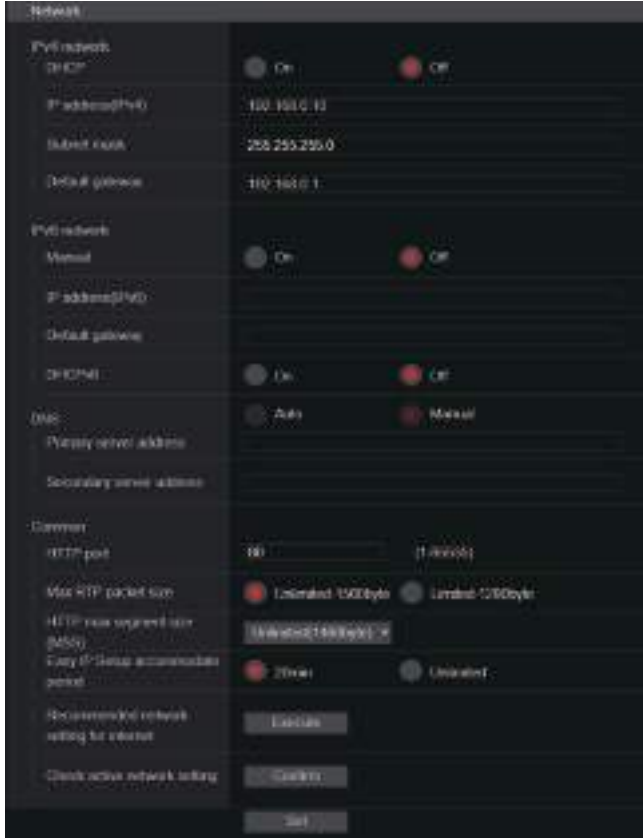 Network
IPv4 network
DHCP On Off
IP address(IPv4) 192.168.0.10
Subnet mask 255.255.255.0
Default gateway 192.168.0.1
IPv6 network
Manual On Off
IP address(IPv6)
Default gateway
DHCPv6 On Off
DNS Auto Manual
Primary server address
Secondary server address
Common
HTTP port 80 (1-65535)
Max RTP packet size Unlimited-1500byte Limited-1280byte
HTTP max segment size
(MSS) Unlimited(1460byte)
Easy IP Setup accommodate
period 20min Unlimited
Recommended network
setting for internet Execute
Check active network setting Confirm
Set